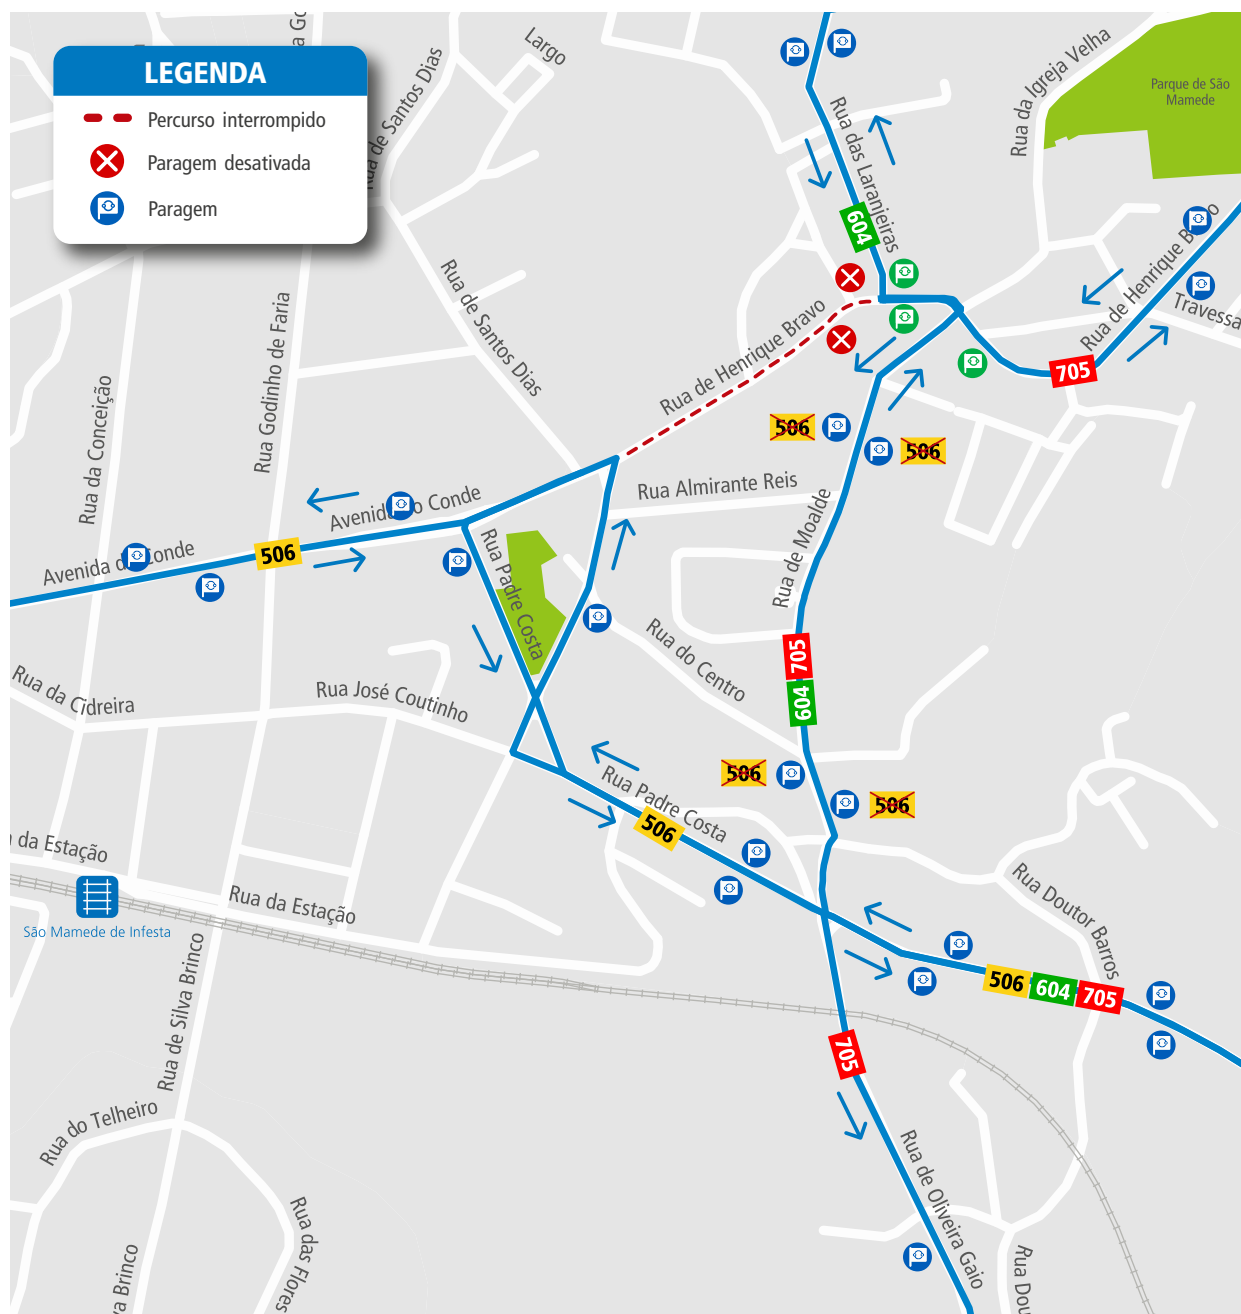 LEGENDA
Percurso interrompido
Paragem desativada
Paragem
a Go
Rua de Santos Dias
Largo
Rua das Laranjeiras
Rua da Igreja Velha
Parque de São
Mamede
604
Rua de Henrique Bravo
Travessa
Rua de Santos Dias
Rua Godinho de Faria
Rua da Conceição
Rua de Henrique Bravo
705
506
506
Rua Almirante Reis
Avenida do Conde
Avenida do Conde
506
Rua Padre Costa
Rua de Moalde
Rua do Centro
705
604
Rua da Cidreira
Rua José Coutinho
506
506
Rua Padre Costa
506
a da Estação
Rua da Estação
São Mamede de Infesta
Rua de Silva Brinco
Rua Doutor Barros
506
604
705
705
Rua do Telheiro
Rua de Oliveira Gaio
Rua das Flores
va Brinco
Rua Dou